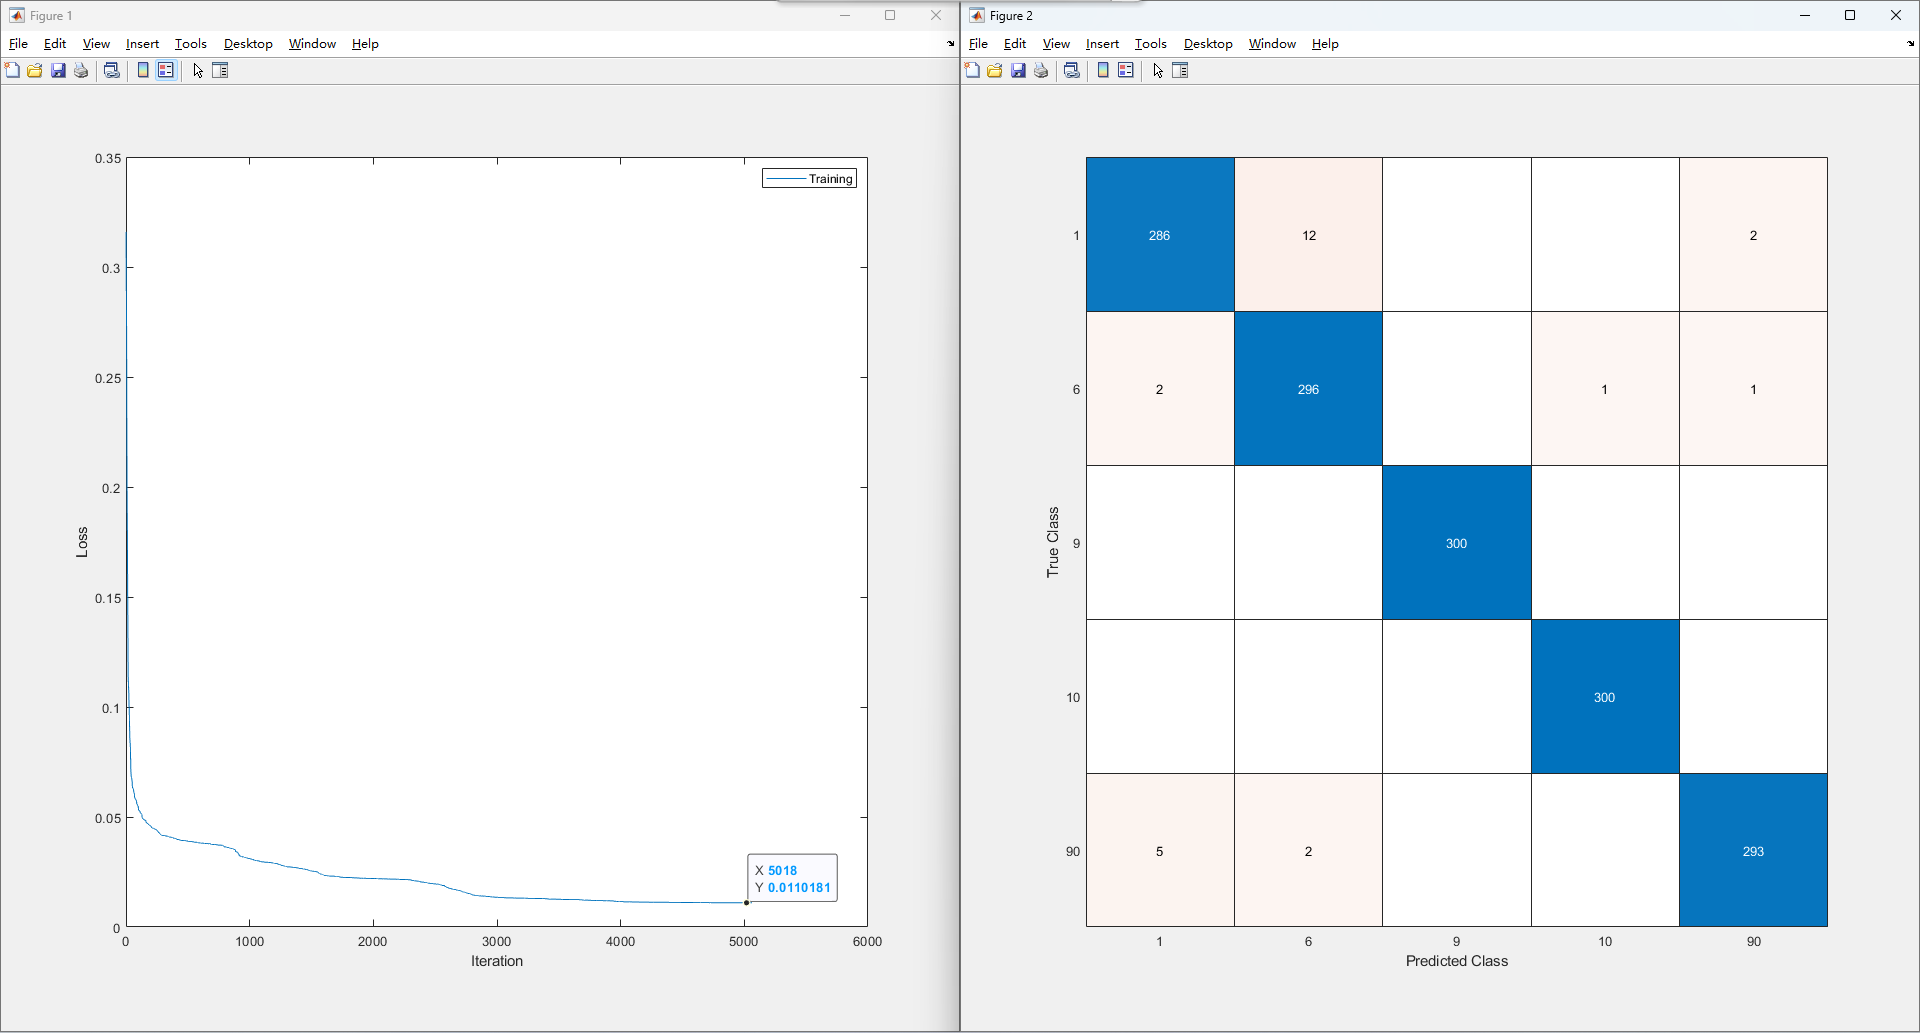 Figure 1
File Edit View Insert Tools Desktop Window Help
0.35
0.3
0.25
0.2
0.15
0.1
0.05
0
Loss
Training
X 5018
Y 0.0110181
0 1000 2000 3000 4000 5000 6000
Iteration
Figure 2
File Edit View Insert Tools Desktop Window Help
True Class
1 286 12 2
6 2 296 1 1
9 300
10 300
90 5 2 293
1 6 9 10 90
Predicted Class